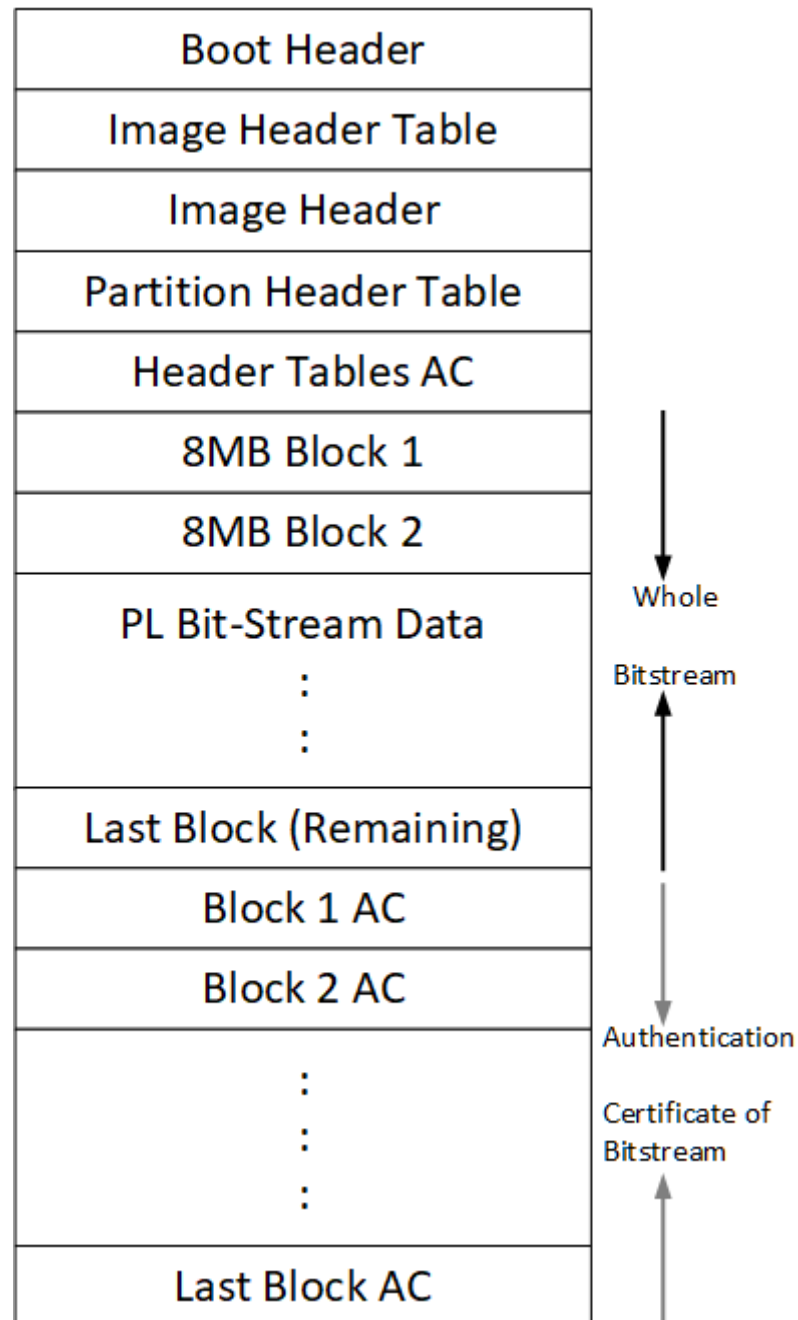 Boot Header
Image Header Table
Image Header
Partition Header Table
Header Tables AC
8MB Block 1
8MB Block 2
PL Bit-Stream Data
:
:
Last Block (Remaining)
Block 1 AC
Block 2 AC
:
:
:
Last Block AC
Whole
Bitstream
Authentication
Certificate of
Bitstream